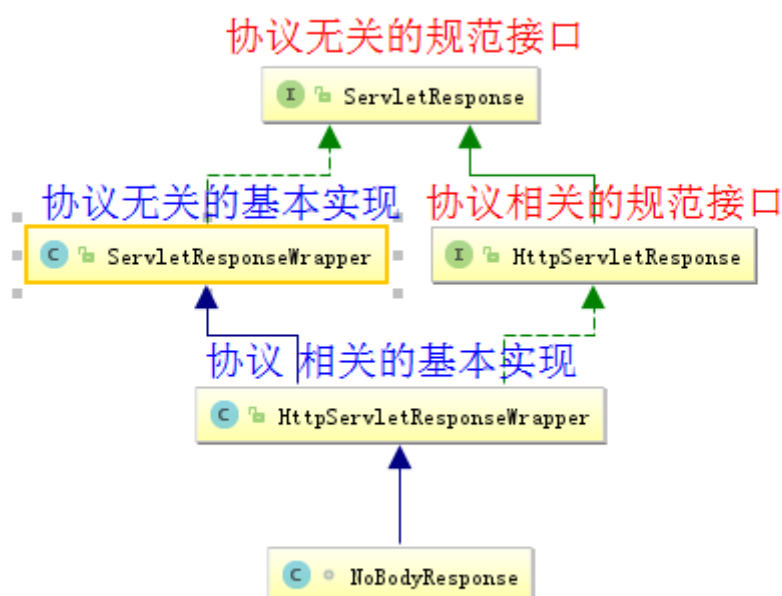 协议无关的规范接口
I ServletResponse
协议无关的基本实现 协议相关的规范接口
C ServletResponseWrapper I HttpServletResponse
协议 相关的基本实现
C HttpServletResponseWrapper
C NoBodyResponse